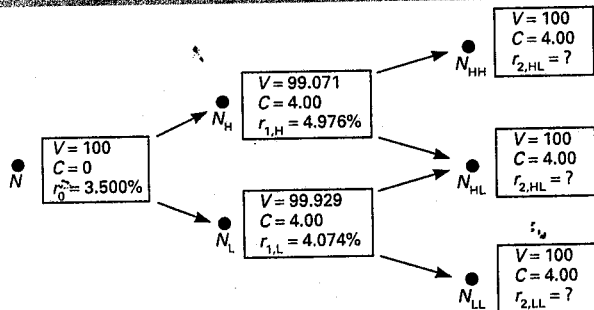 V = 100
C = 4.00
r2,HL = ?
NHH
V = 99.071
C = 4.00
r1,H = 4.976%
NH
V = 100
C = 0
r0 = 3.500%
N
V = 100
C = 4.00
r2,HL = ?
NHL
V = 99.929
C = 4.00
r1,L = 4.074%
NL
V = 100
C = 4.00
r2,LL = ?
NLL